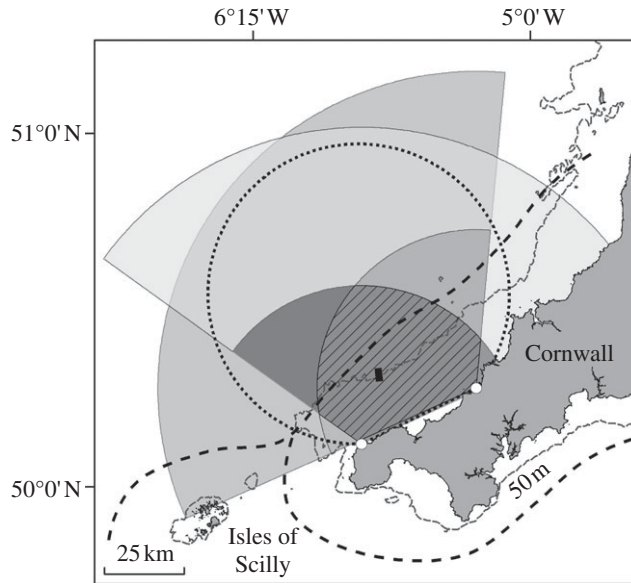 6°15′W
5°0′W
51°0′N
50°0′N
Cornwall
50 m
Isles of
Scilly
25 km